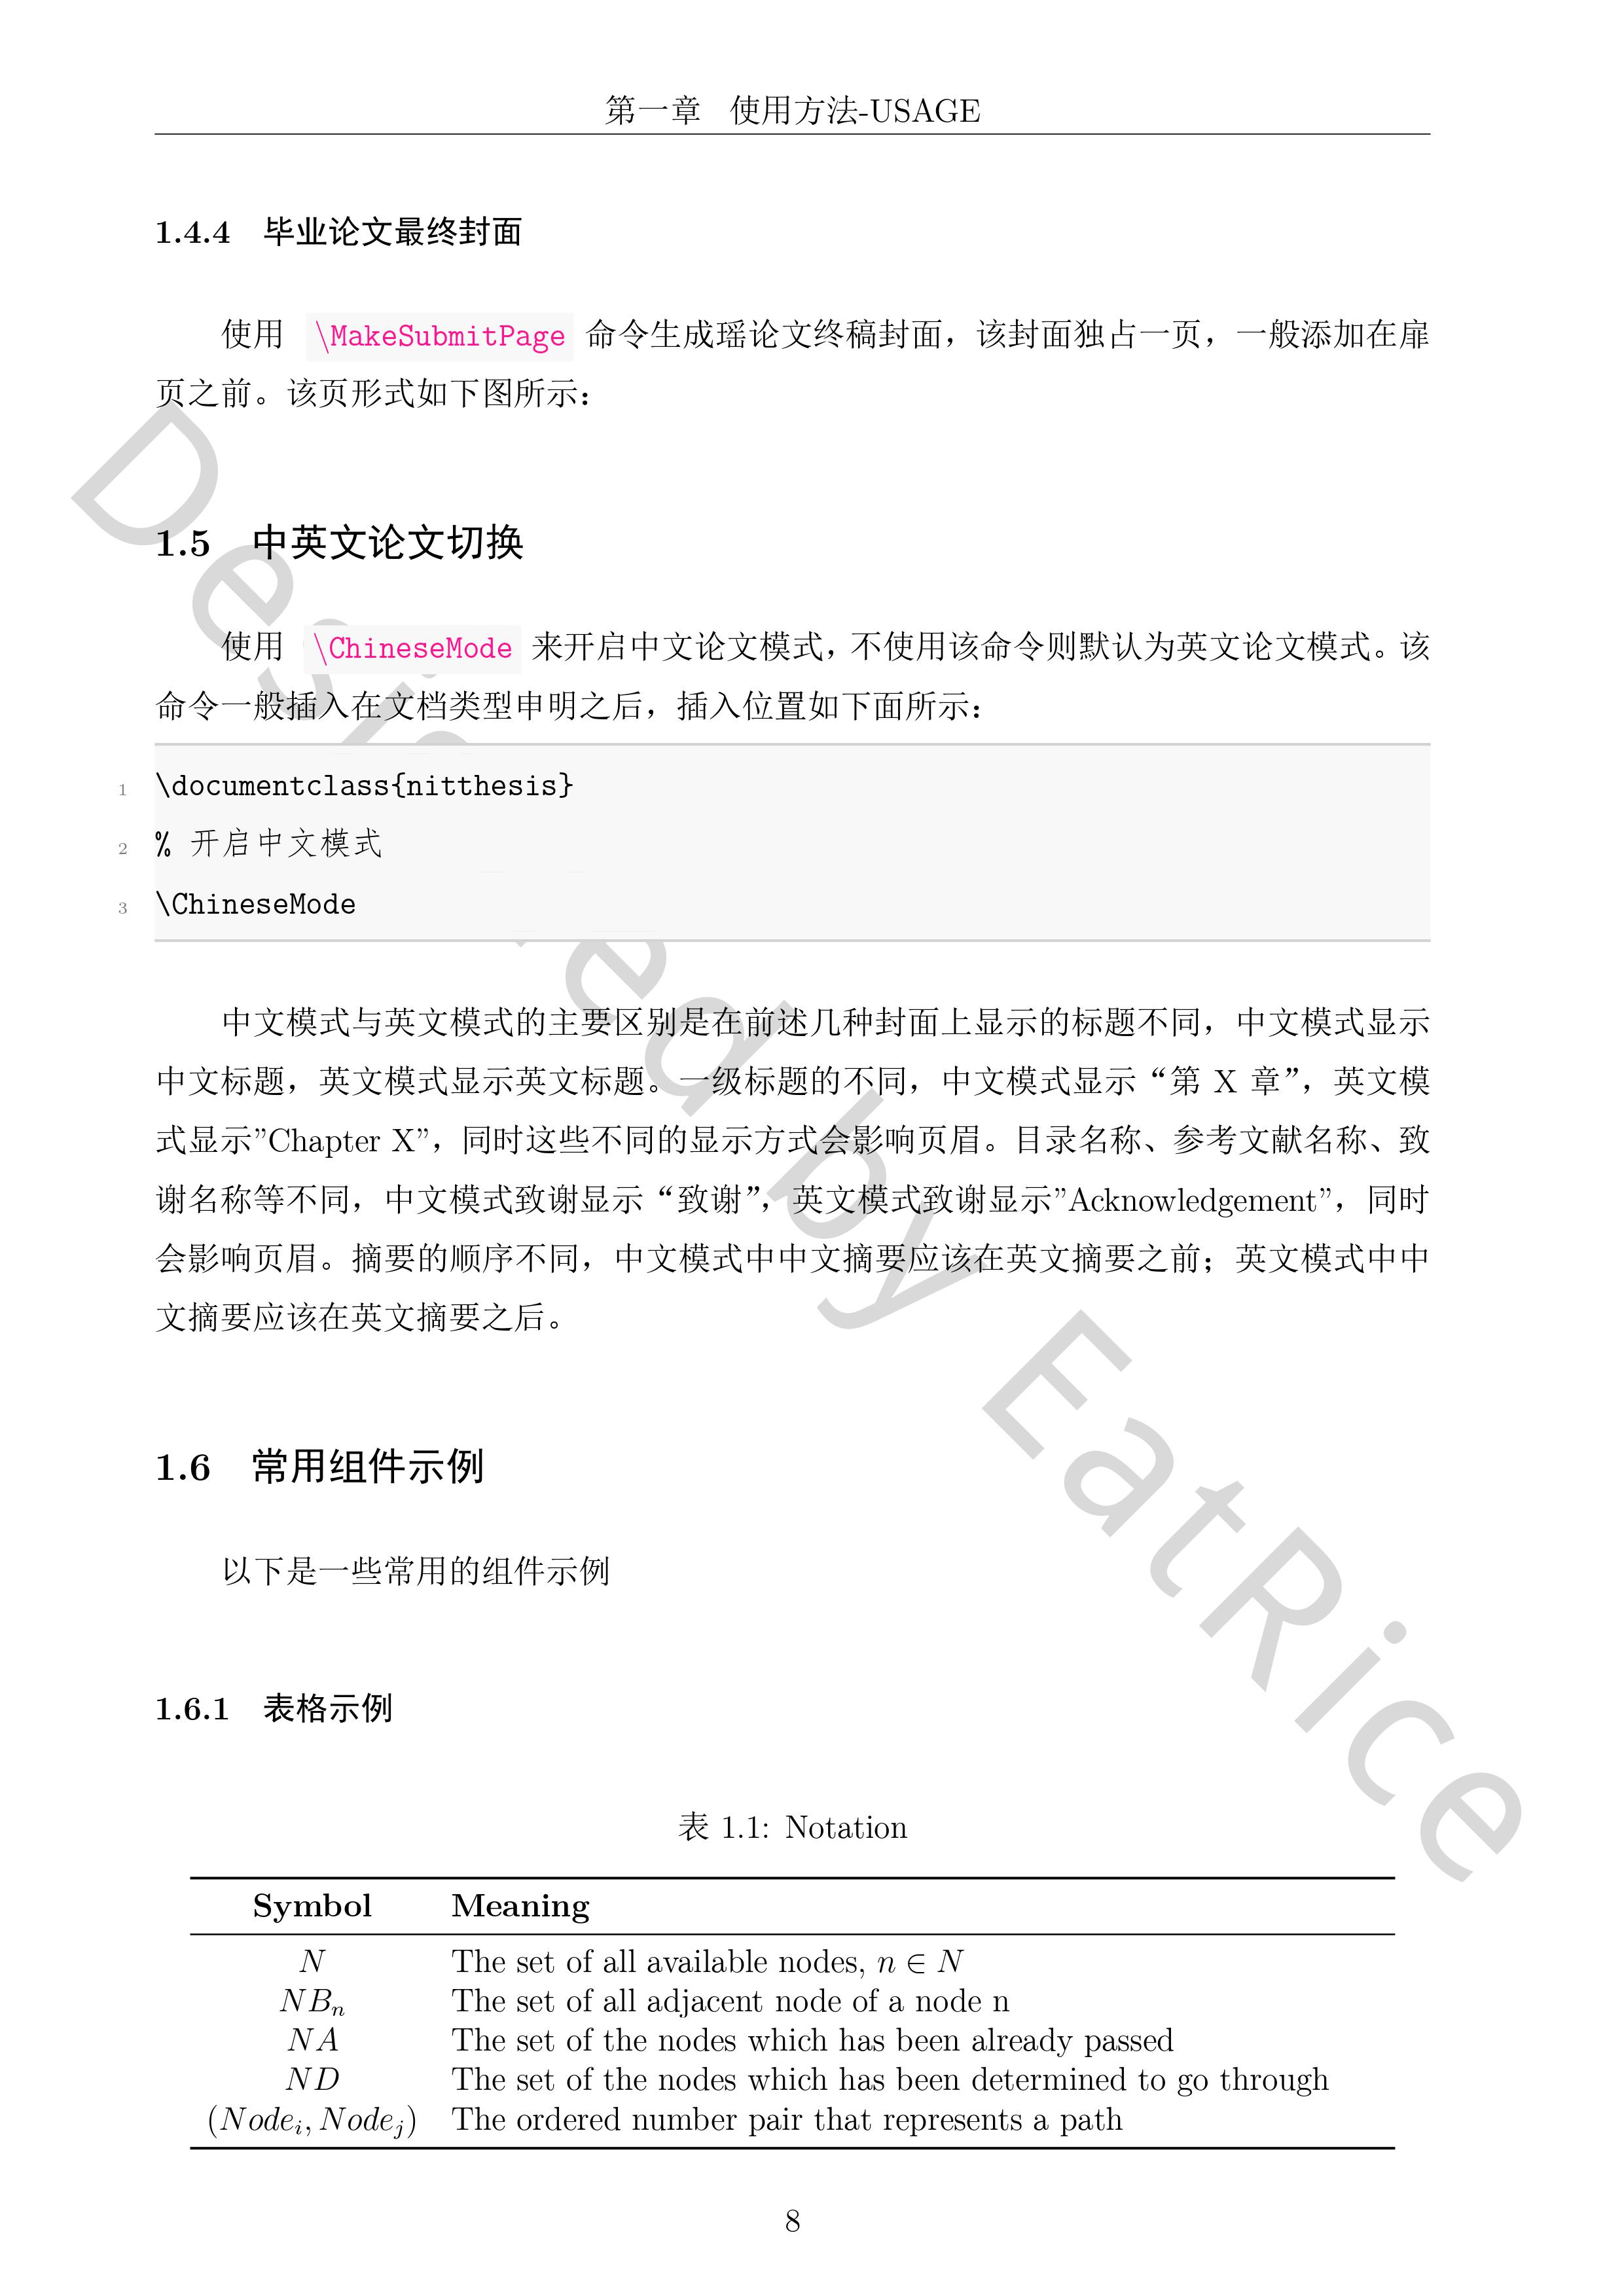 第一章 使用方法-USAGE
1.4.4 毕业论文最终封面
使用 \MakeSubmitPage 命令生成瑶论文终稿封面，该封面独占一页，一般添加在扉
页之前。该页形式如下图所示：
1.5 中英文论文切换
使用 \ChineseMode 来开启中文论文模式，不使用该命令则默认为英文论文模式。该
命令一般插入在文档类型申明之后，插入位置如下面所示：
1 \documentclass{nitthesis}
2 % 开启中文模式
3 \ChineseMode
中文模式与英文模式的主要区别是在前述几种封面上显示的标题不同，中文模式显示
中文标题，英文模式显示英文标题。一级标题的不同，中文模式显示“第 X 章”，英文模
式显示”Chapter X”，同时这些不同的显示方式会影响页眉。目录名称、参考文献名称、致
谢名称等不同，中文模式致谢显示“致谢”，英文模式致谢显示”Acknowledgement”，同时
会影响页眉。摘要的顺序不同，中文模式中中文摘要应该在英文摘要之前；英文模式中中
文摘要应该在英文摘要之后。
1.6 常用组件示例
以下是一些常用的组件示例
1.6.1 表格示例
表 1.1: Notation
Symbol Meaning
N The set of all available nodes, n ∈ N
NBₙ The set of all adjacent node of a node n
NA The set of the nodes which has been already passed
ND The set of the nodes which has been determined to go through
(Nodeᵢ, Nodeⱼ) The ordered number pair that represents a path
8
Designed by EatRice